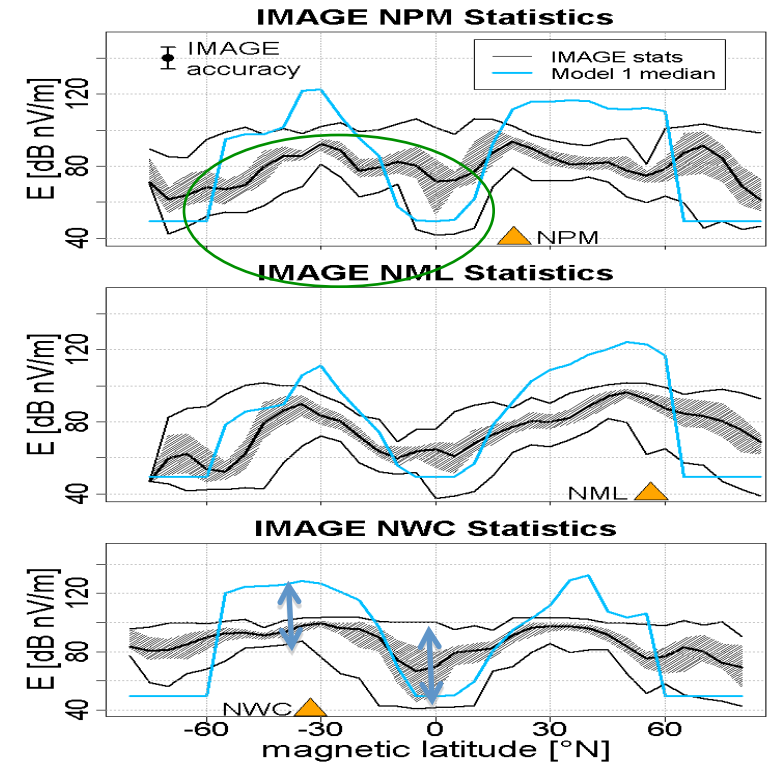 IMAGE NPM Statistics
IMAGE
accuracy
IMAGE stats
Model 1 median
E [dB nV/m]
120
80
40
NPM
IMAGE NML Statistics
E [dB nV/m]
120
80
40
NML
IMAGE NWC Statistics
E [dB nV/m]
120
80
40
NWC
-60 -30 0 30 60
magnetic latitude [°N]